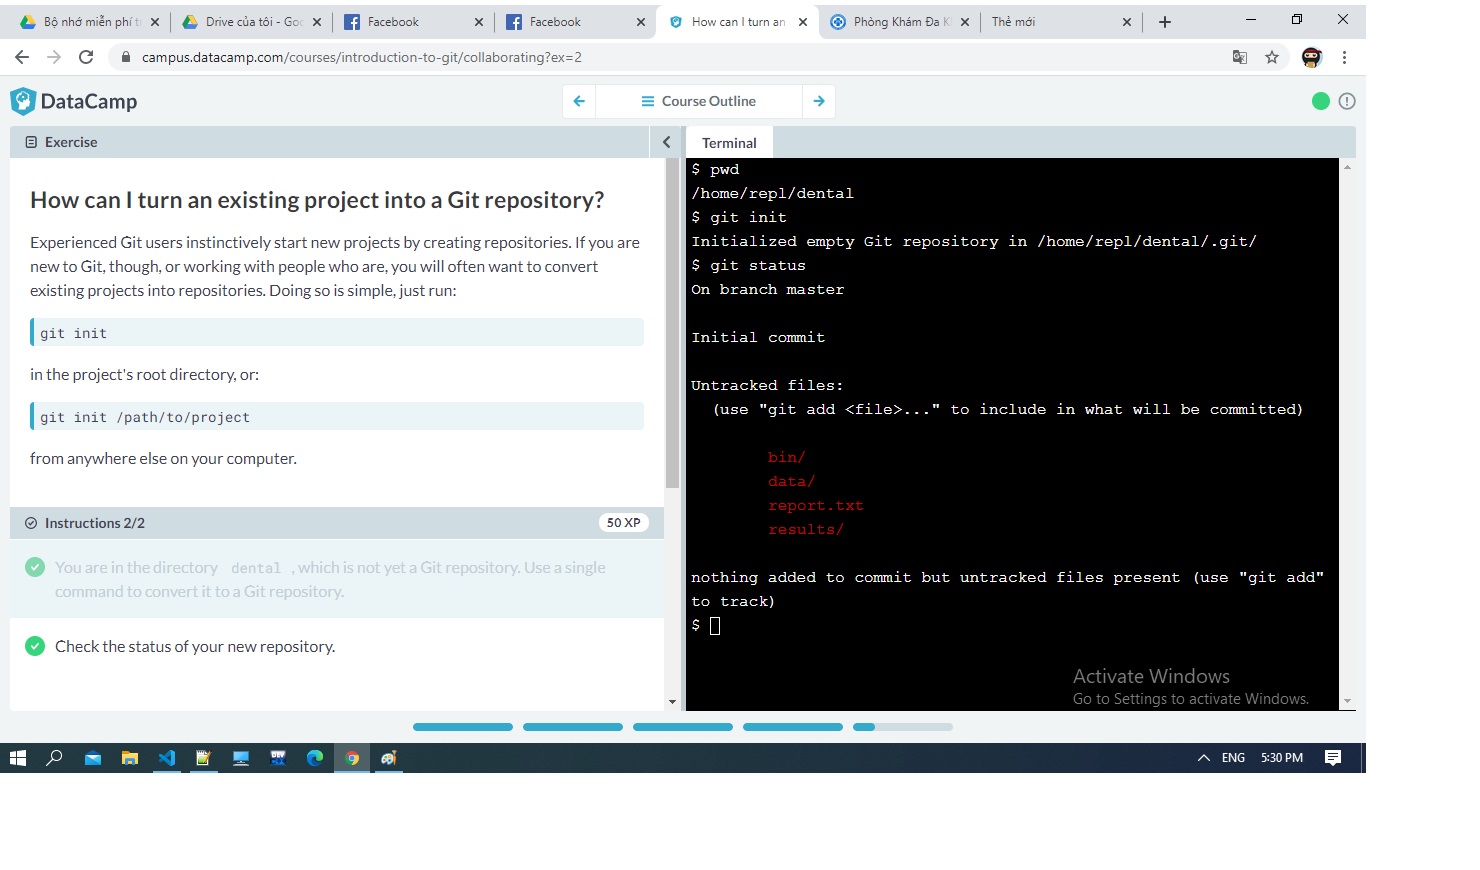 Bộ nhớ miễn phí t
Drive của tôi - Goo
Facebook
Facebook
How can I turn an
Phòng Khám Đa K
Thẻ mới
campus.datacamp.com/courses/introduction-to-git/collaborating?ex=2
DataCamp
Course Outline
Exercise
Terminal
How can I turn an existing project into a Git repository?
Experienced Git users instinctively start new projects by creating repositories. If you are
new to Git, though, or working with people who are, you will often want to convert
existing projects into repositories. Doing so is simple, just run:
git init
in the project's root directory, or:
git init /path/to/project
from anywhere else on your computer.
Instructions 2/2
50 XP
You are in the directory dental , which is not yet a Git repository. Use a single
command to convert it to a Git repository.
Check the status of your new repository.
$ pwd
/home/repl/dental
$ git init
Initialized empty Git repository in /home/repl/dental/.git/
$ git status
On branch master
Initial commit
Untracked files:
(use "git add <file>..." to include in what will be committed)
bin/
data/
report.txt
results/
nothing added to commit but untracked files present (use "git add"
to track)
$
Activate Windows
Go to Settings to activate Windows.
ENG
5:30 PM